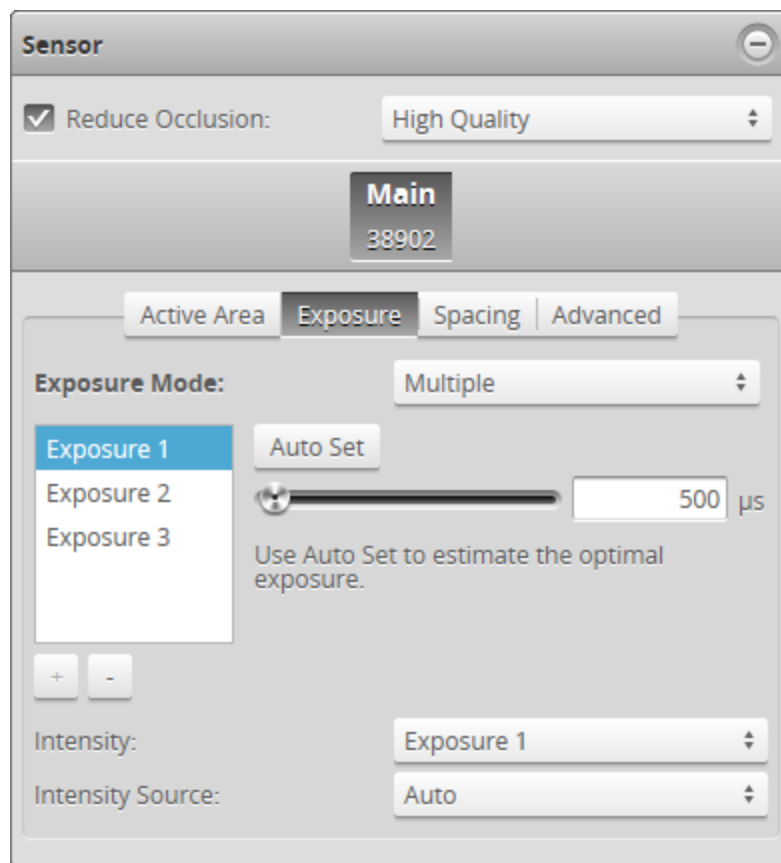 Sensor
Reduce Occlusion: High Quality
Main
38902
Active Area Exposure Spacing Advanced
Exposure Mode: Multiple
Exposure 1 Auto Set
Exposure 2 500 µs
Exposure 3
Use Auto Set to estimate the optimal
exposure.
+ -
Intensity: Exposure 1
Intensity Source: Auto